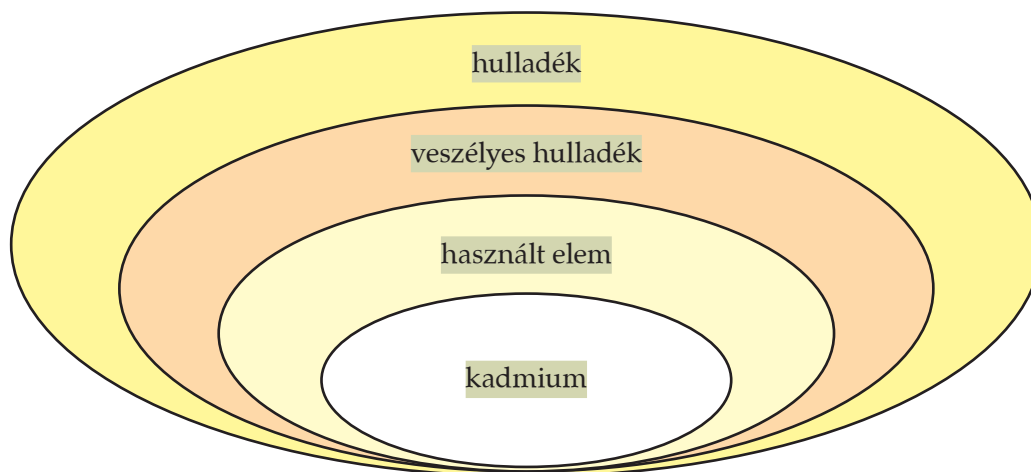 hulladék
veszélyes hulladék
használt elem
kadmium